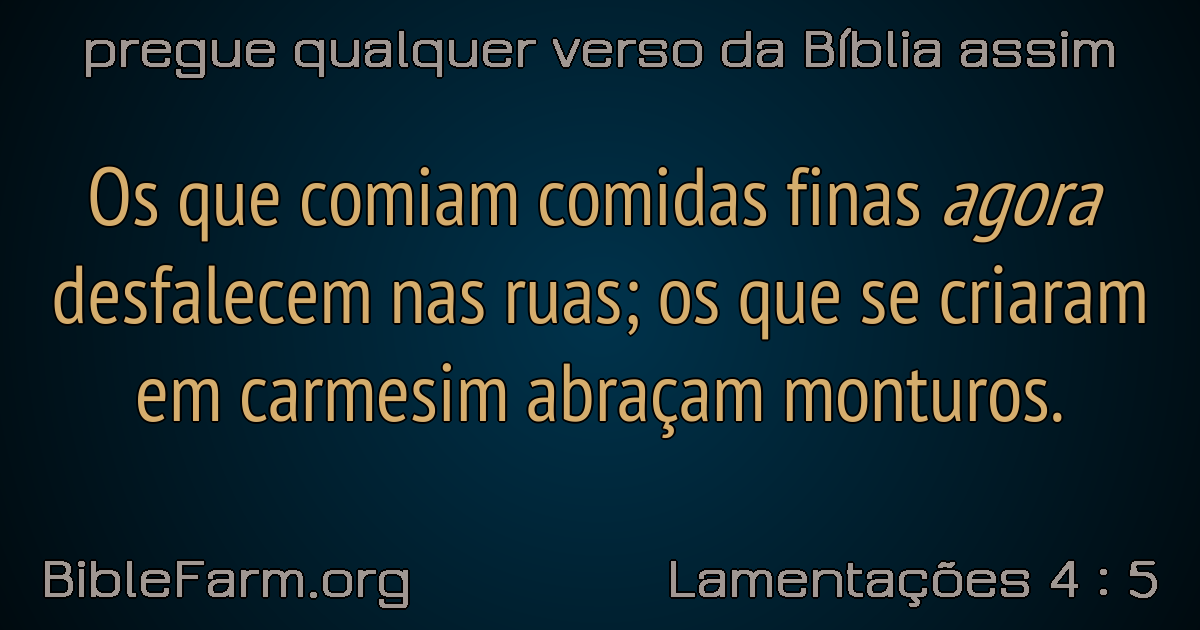 pregue qualquer verso da Bíblia assim
Os que comiam comidas finas agora
desfalecem nas ruas; os que se criaram
em carmesim abraçam monturos.
BibleFarm.org
Lamentações 4 : 5